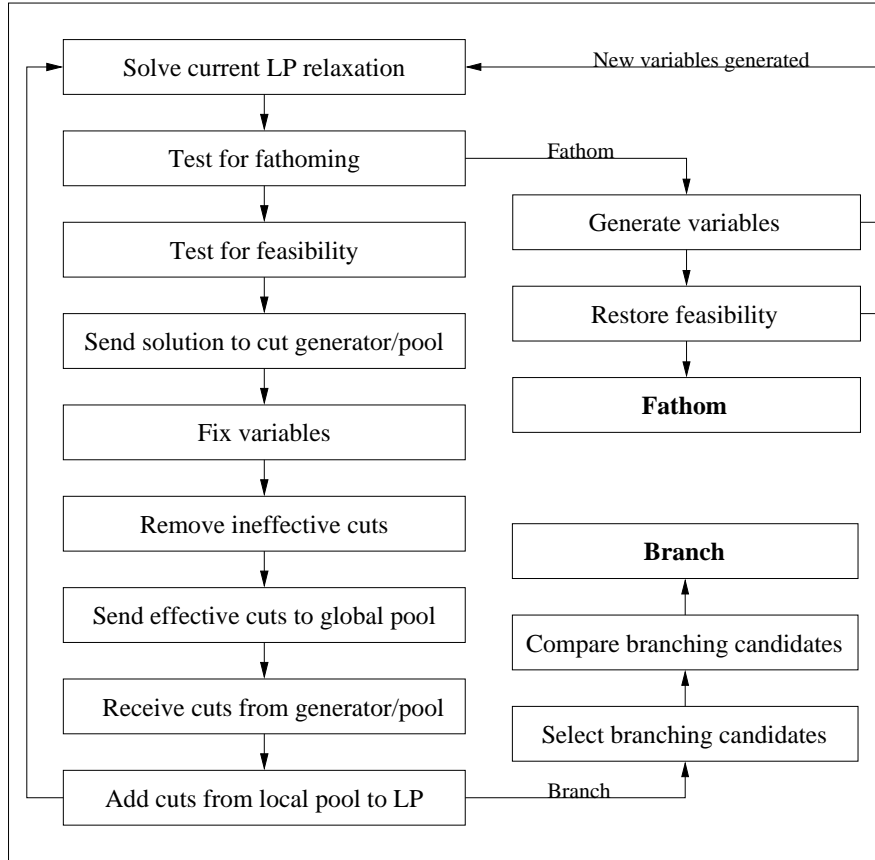 Solve current LP relaxation
New variables generated
Test for fathoming
Fathom
Generate variables
Test for feasibility
Restore feasibility
Send solution to cut generator/pool
Fathom
Fix variables
Remove ineffective cuts
Branch
Send effective cuts to global pool
Compare branching candidates
Receive cuts from generator/pool
Select branching candidates
Add cuts from local pool to LP
Branch